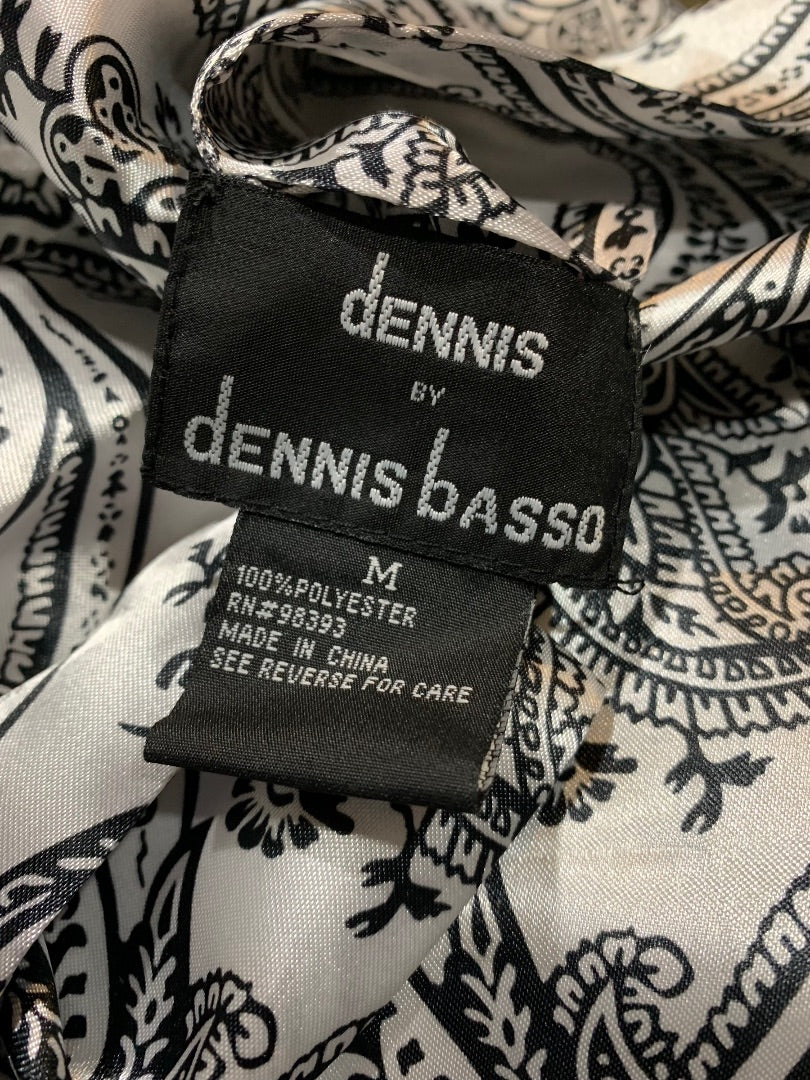 dENNIS
BY
dENNIS bASSO
M
100%POLYESTER
RN#98393
MADE IN CHINA
SEE REVERSE FOR CARE